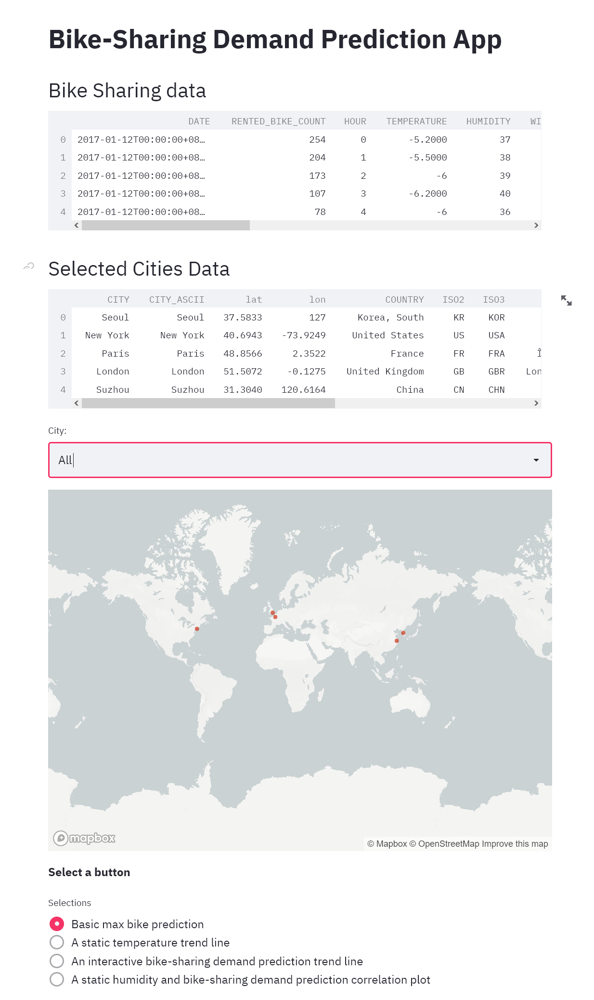 Bike-Sharing Demand Prediction App
Bike Sharing data
DATE RENTED_BIKE_COUNT HOUR TEMPERATURE HUMIDITY WI
0 2017-01-12T00:00:00+08… 254 0 -5.2000 37
1 2017-01-12T00:00:00+08… 204 1 -5.5000 38
2 2017-01-12T00:00:00+08… 173 2 -6 39
3 2017-01-12T00:00:00+08… 107 3 -6.2000 40
4 2017-01-12T00:00:00+08… 78 4 -6 36
Selected Cities Data
CITY CITY_ASCII lat lon COUNTRY ISO2 ISO3
0 Seoul Seoul 37.5833 127 Korea, South KR KOR
1 New York New York 40.6943 -73.9249 United States US USA
2 Paris Paris 48.8566 2.3522 France FR FRA Î
3 London London 51.5072 -0.1275 United Kingdom GB GBR Lon
4 Suzhou Suzhou 31.3040 120.6164 China CN CHN
City:
All
mapbox
© Mapbox © OpenStreetMap Improve this map
Select a button
Selections
Basic max bike prediction
A static temperature trend line
An interactive bike-sharing demand prediction trend line
A static humidity and bike-sharing demand prediction correlation plot